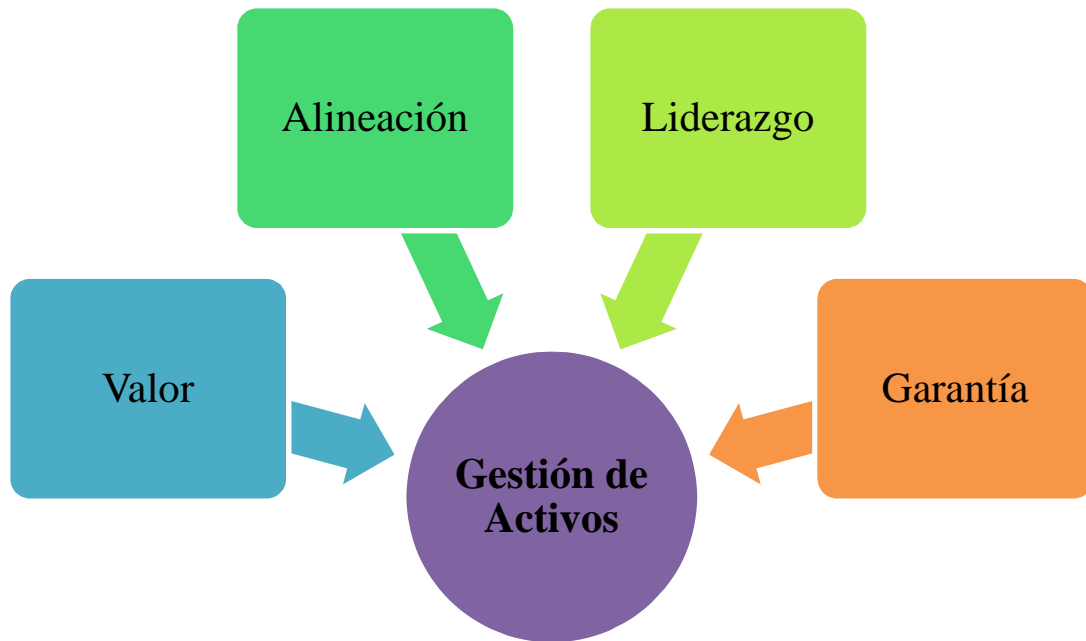 Alineación
Liderazgo
Valor
Garantía
Gestión de
Activos